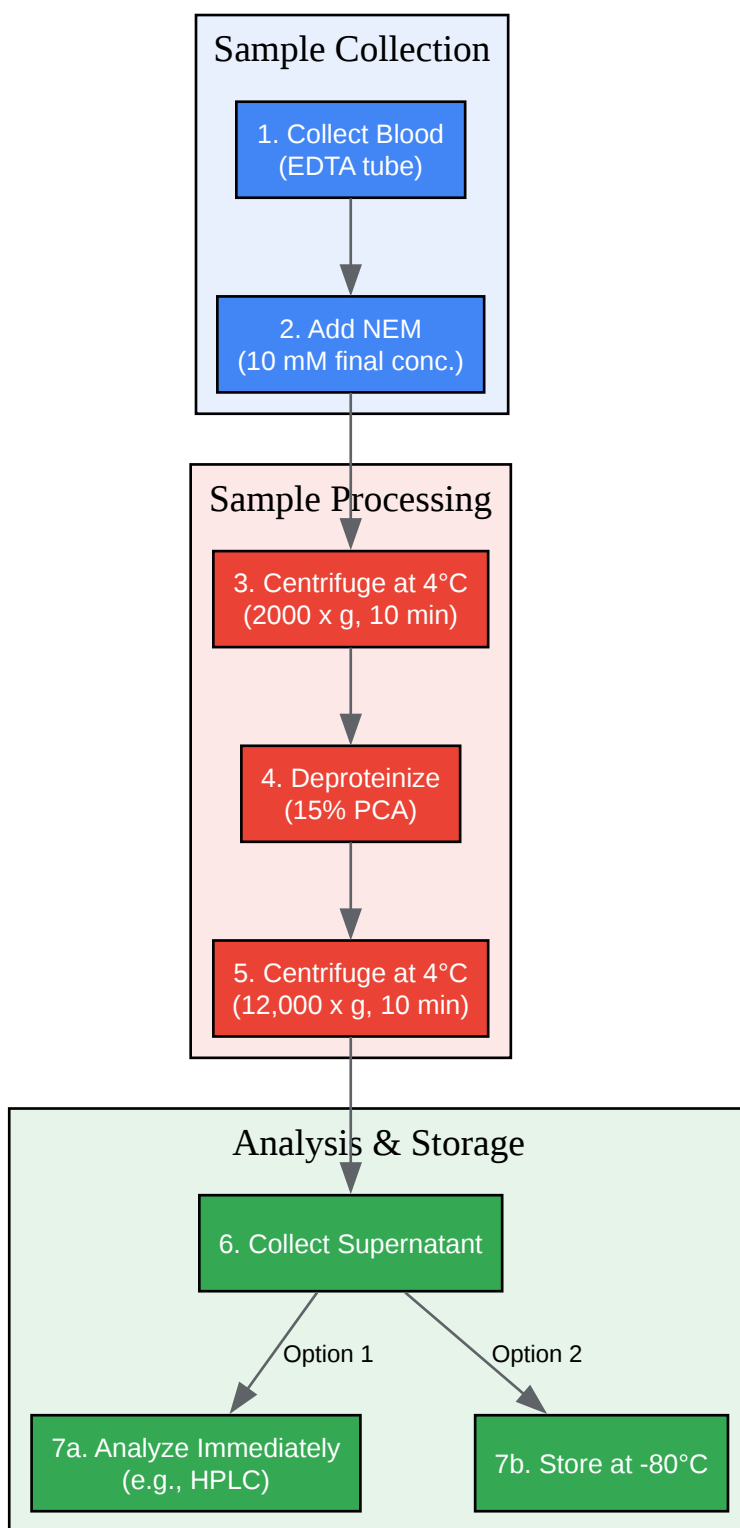 Sample Collection
1. Collect Blood
(EDTA tube)
2. Add NEM
(10 mM final conc.)
Sample Processing
3. Centrifuge at 4°C
(2000 x g, 10 min)
4. Deproteinize
(15% PCA)
5. Centrifuge at 4°C
(12,000 x g, 10 min)
Analysis & Storage
6. Collect Supernatant
Option 1
Option 2
7a. Analyze Immediately
(e.g., HPLC)
7b. Store at -80°C